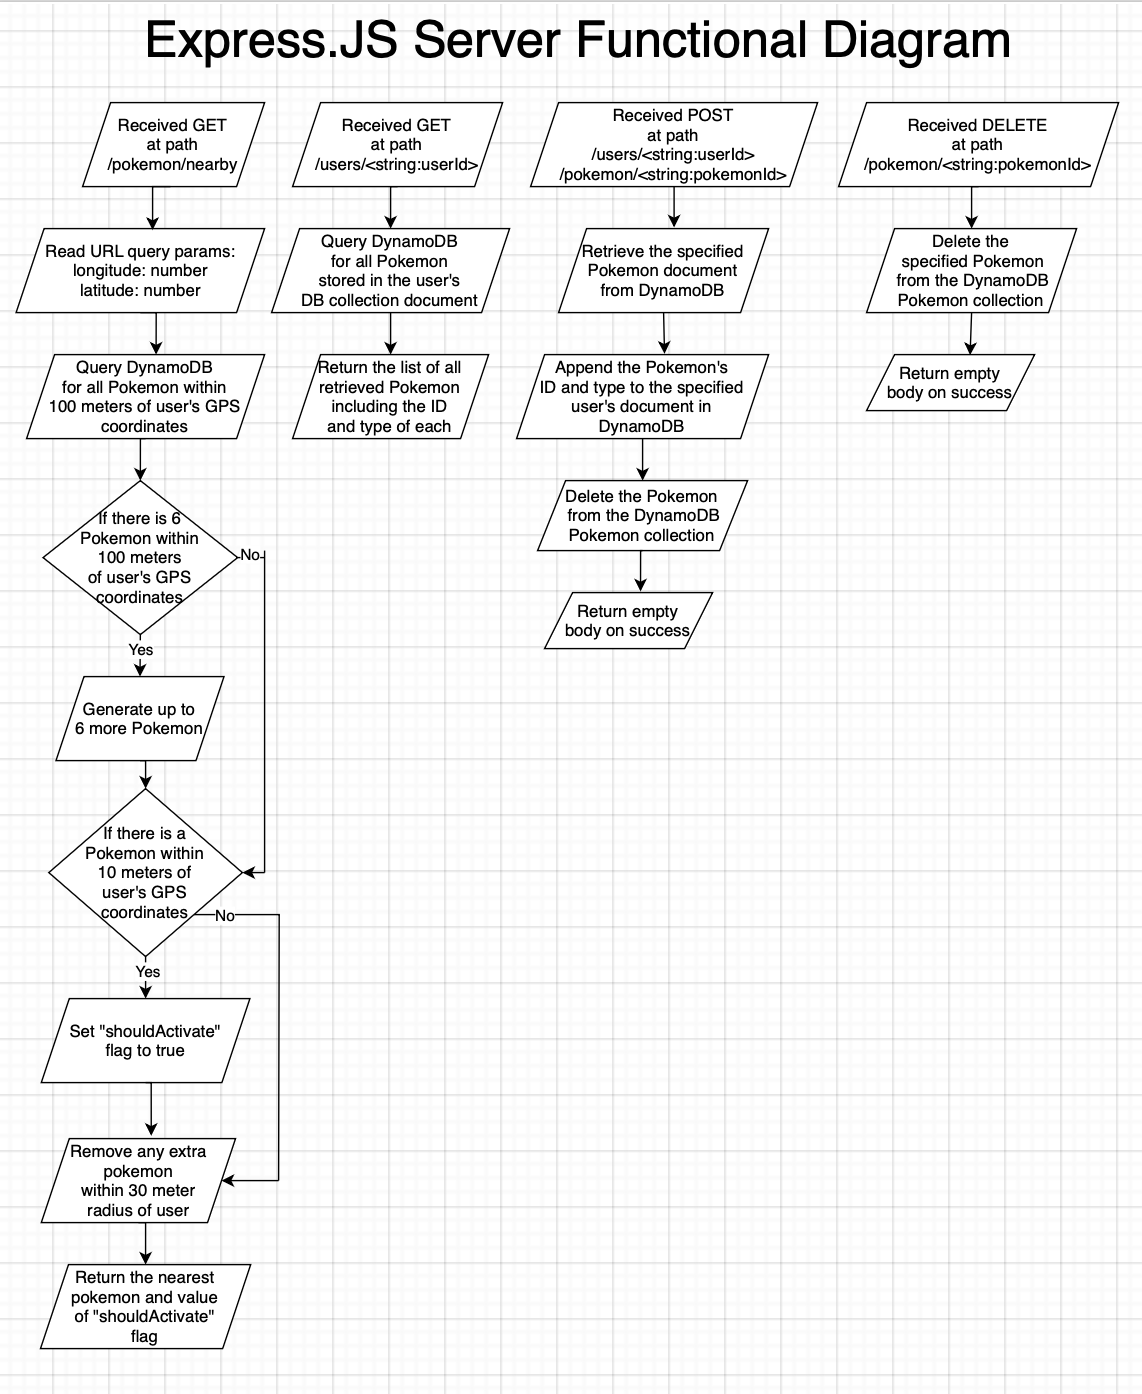 Express.JS Server Functional Diagram
Received GET
at path
/pokemon/nearby
Read URL query params:
longitude: number
latitude: number
Query DynamoDB
for all Pokemon within
100 meters of user's GPS
coordinates
If there is 6
Pokemon within
100 meters
of user's GPS
coordinates
No
Yes
Generate up to
6 more Pokemon
If there is a
Pokemon within
10 meters of
user's GPS
coordinates
No
Yes
Set "shouldActivate"
flag to true
Remove any extra
pokemon
within 30 meter
radius of user
Return the nearest
pokemon and value
of "shouldActivate"
flag
Received GET
at path
/users/<string:userId>
Query DynamoDB
for all Pokemon
stored in the user's
DB collection document
Return the list of all
retrieved Pokemon
including the ID
and type of each
Received POST
at path
/users/<string:userId>
/pokemon/<string:pokemonId>
Retrieve the specified
Pokemon document
from DynamoDB
Append the Pokemon's
ID and type to the specified
user's document in
DynamoDB
Delete the Pokemon
from the DynamoDB
Pokemon collection
Return empty
body on success
Received DELETE
at path
/pokemon/<string:pokemonId>
Delete the
specified Pokemon
from the DynamoDB
Pokemon collection
Return empty
body on success